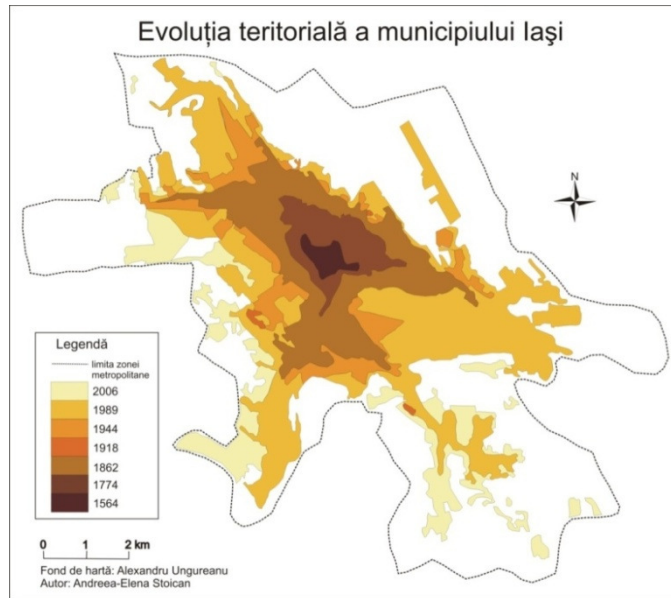 Evoluția teritorială a municipiului Iaşi
N
Legendă
limita zonei
metropolitane
2006
1989
1944
1918
1862
1774
1564
0 1 2 km
Fond de hartă: Alexandru Ungureanu
Autor: Andreea-Elena Stoican